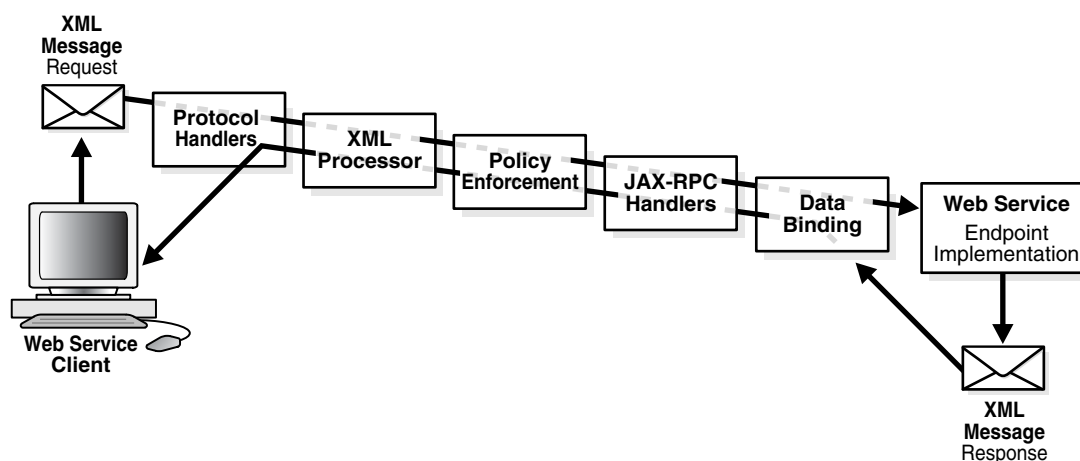 XML
Message
Request
Protocol
Handlers
XML
Processor
Policy
Enforcement
JAX-RPC
Handlers
Data
Binding
Web Service
Endpoint
Implementation
Web Service
Client
XML
Message
Response